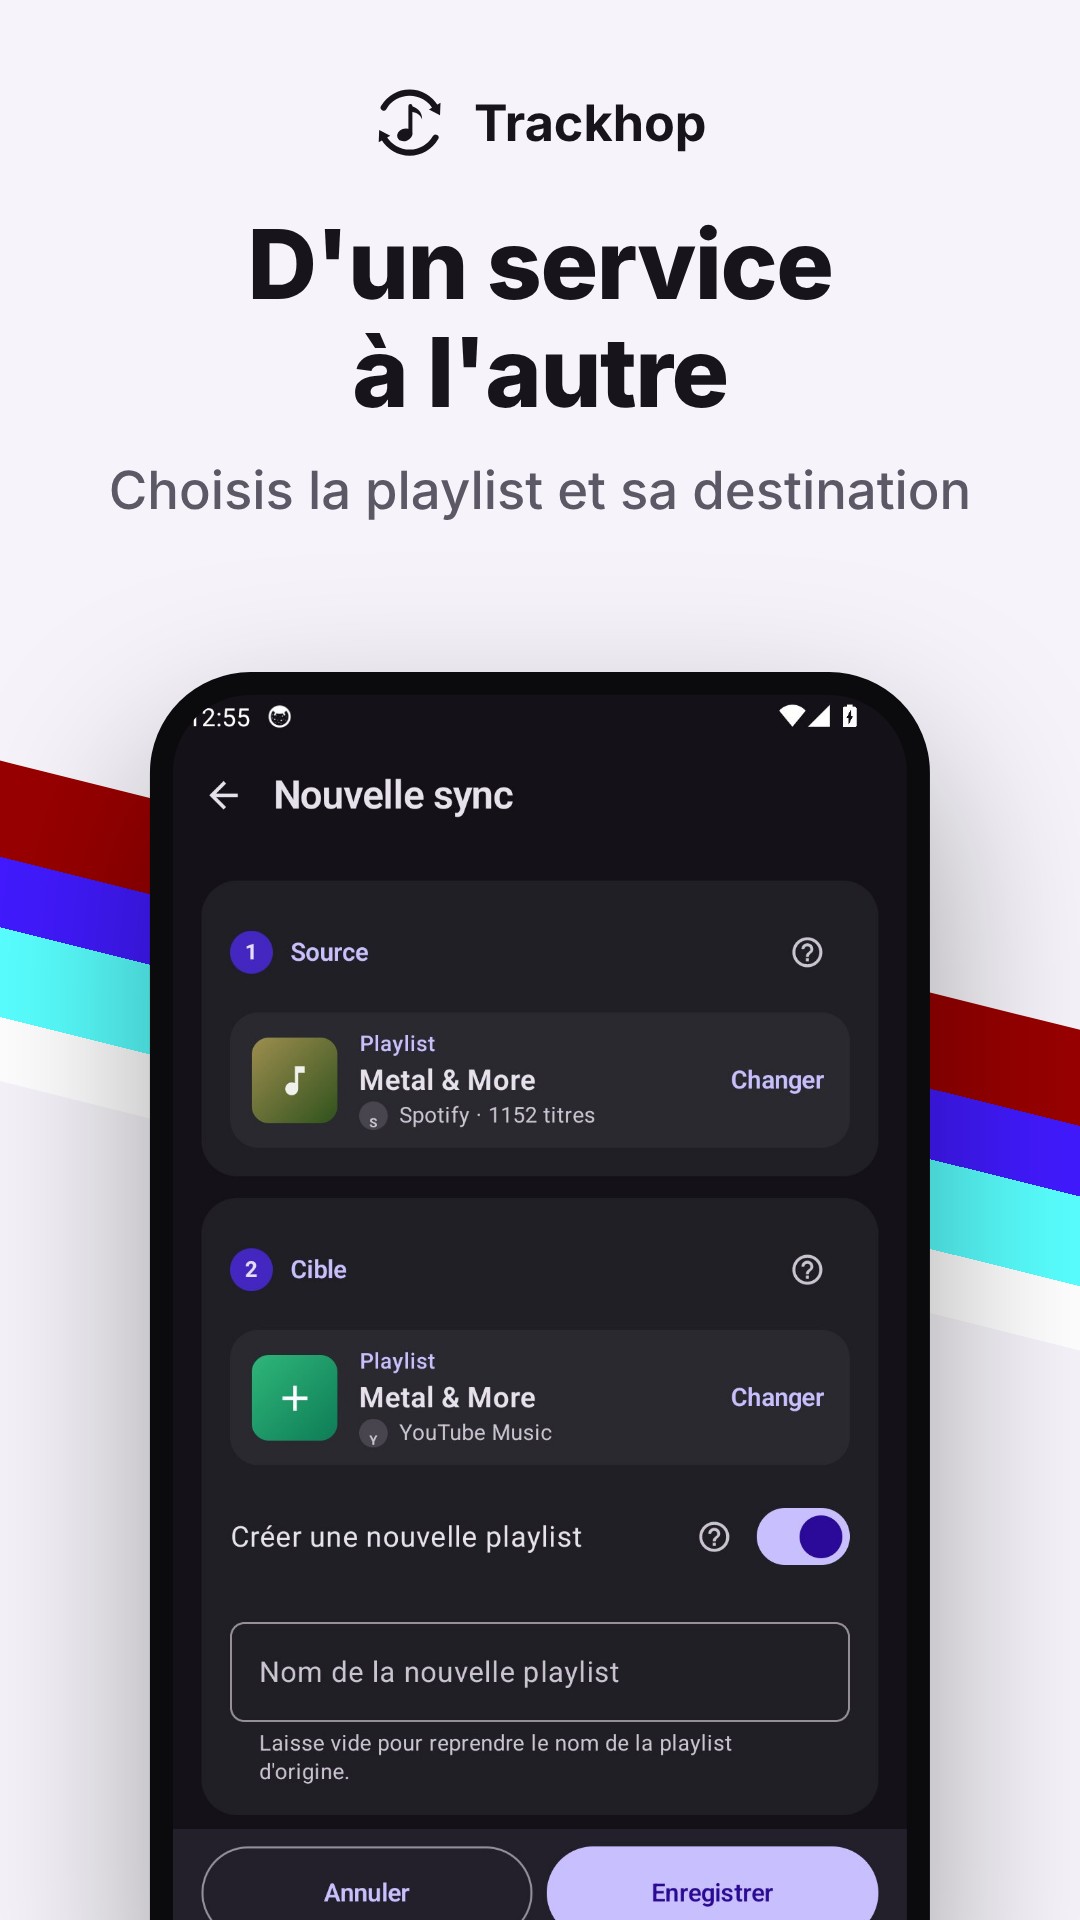 Trackhop
D'un service
à l'autre
Choisis la playlist et sa destination
12:55
Nouvelle sync
1 Source
Playlist
Metal & More
Changer
S Spotify · 1152 titres
2 Cible
Playlist
Metal & More
Changer
Y YouTube Music
Créer une nouvelle playlist
Nom de la nouvelle playlist
Laisse vide pour reprendre le nom de la playlist
d'origine.
Annuler
Enregistrer